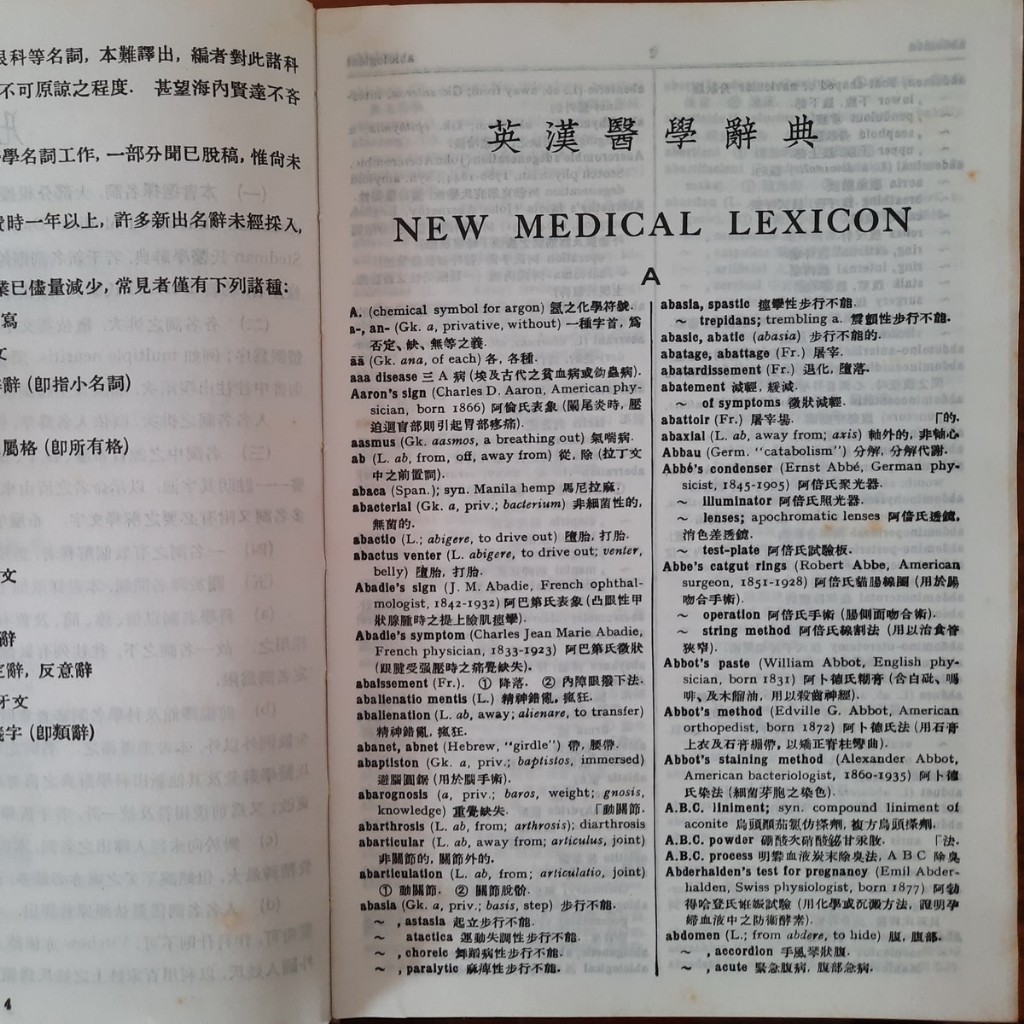 眼科等名詞, 本難譯出, 編者對此諸科
不可原諒之程度. 甚望海內賢達不吝
學名詞工作, 一部分聞已脫稿, 惟尙未
費時一年以上, 許多新出名辭未經採入,
業已儘量減少, 常見者僅有下列諸種:
寫
文
辭 (卽指小名詞)
屬格 (卽所有格)
文
辭
定辭, 反意辭
牙文
義字 (卽類辭)
4
英漢醫學辭典
NEW MEDICAL LEXICON
A
A. (chemical symbol for argon) 氬之化學符號.
a-, an- (Gk. a, privative, without) 一種字首, 爲
否定、缺、無等之義.
āā (Gk. ana, of each) 各, 各種.
aaa disease 三 A 病 (埃及古代之貧血病或鉤蟲病).
Aaron's sign (Charles D. Aaron, American phy-
sician, born 1866) 阿倫氏表象 (闌尾炎時, 壓
迫迴盲部則引起胃部疼痛).
aasmus (Gk. aasmos, a breathing out) 氣喘病.
ab (L. ab, from, off, away from) 從, 除 (拉丁文
中之前置詞).
abaca (Span.); syn. Manila hemp 馬尼拉麻.
abacterial (Gk. a, priv.; bacterium) 非細菌性的,
無菌的.
abactio (L.; abigere, to drive out) 墮胎, 打胎.
abactus venter (L. abigere, to drive out; venter,
belly) 墮胎, 打胎.
Abadie's sign (J. M. Abadie, French ophthal-
mologist, 1842-1932) 阿巴第氏表象 (凸眼性甲
狀腺腫時之提上瞼肌痙攣).
Abadie's symptom (Charles Jean Marie Abadie,
French physician, 1833-1923) 阿巴第氏徵狀
(跟腱受强壓時之痛覺缺失).
abaissement (Fr.). ① 降落. ② 內障眼撥下法.
abalienatio mentis (L.) 精神錯亂, 瘋狂.
abalienation (L. ab, away; alienare, to transfer)
精神錯亂, 瘋狂.
abanet, abnet (Hebrew, "girdle") 帶, 腰帶.
abaptiston (Gk. a, priv.; baptistos, immersed)
避腦圓鋸 (用於腦手術).
abarognosis (a, priv.; baros, weight; gnosis,
knowledge) 重覺缺失. 「動關節.
abarthrosis (L. ab, from; arthrosis); diarthrosis
abarticular (L. ab, away from; articulus, joint)
非關節的, 關節外的.
abarticulation (L. ab, from; articulatio, joint)
① 動關節. ② 關節脫骱.
abasia (Gk. a, priv.; basis, step) 步行不能.
～ , astasia 起立步行不能.
～ atactica 運動失調性步行不能.
～ , choreic 舞蹈病性步行不能.
～ , paralytic 麻痺性步行不能.
abasia, spastic 痙攣性步行不能.
～ trepidans; trembling a. 震顫性步行不能.
abasic, abatic (abasia) 步行不能的.
abatage, abattage (Fr.) 屠宰.
abatardissement (Fr.) 退化, 墮落.
abatement 減輕, 緩減.
～ of symptoms 徵狀減輕.
abattoir (Fr.) 屠宰場. 「的.
abaxial (L. ab, away from; axis) 軸外的, 非軸心
Abbau (Germ. "catabolism") 分解, 分解代謝.
Abbé's condenser (Ernst Abbé, German phy-
sicist, 1845-1905) 阿倍氏聚光器.
～ illuminator 阿倍氏照光器.
～ lenses; apochromatic lenses 阿倍氏透鏡,
消色差透鏡.
～ test-plate 阿倍氏試驗板.
Abbe's catgut rings (Robert Abbe, American
surgeon, 1851-1928) 阿倍氏貓腸線圈 (用於腸
吻合手術).
～ operation 阿倍氏手術 (腸側面吻合術).
～ string method 阿倍氏線割法 (用以治食管
狹窄).
Abbot's paste (William Abbot, English phy-
sician, born 1831) 阿卜德氏糊膏 (含白砒、嗎
啡、及木餾油, 用以殺齒神經).
Abbot's method (Edville G. Abbot, American
orthopedist, born 1872) 阿卜德氏法 (用石膏
上衣及石膏綳帶, 以矯正脊柱彎曲).
Abbot's staining method (Alexander Abbot,
American bacteriologist, 1860-1935) 阿卜德
氏染法 (細菌芽胞之染色).
A.B.C. liniment; syn. compound liniment of
aconite 烏頭顛茄氯仿擦劑, 複方烏頭擦劑.
A.B.C. powder 硼酸次硝酸鉍甘汞散. 「法.
A.B.C. process 明礬血液炭末除臭法, A B C 除臭
Abderhalden's test for pregnancy (Emil Abder-
halden, Swiss physiologist, born 1877) 阿勃
得哈登氏姙娠試驗 (用化學或沉澱方法, 證明孕
婦血液中之防衞酵素).
abdomen (L.; from abdere, to hide) 腹, 腹部.
～ , accordion 手風琴狀腹.
～ , acute 緊急腹病, 腹部急病.